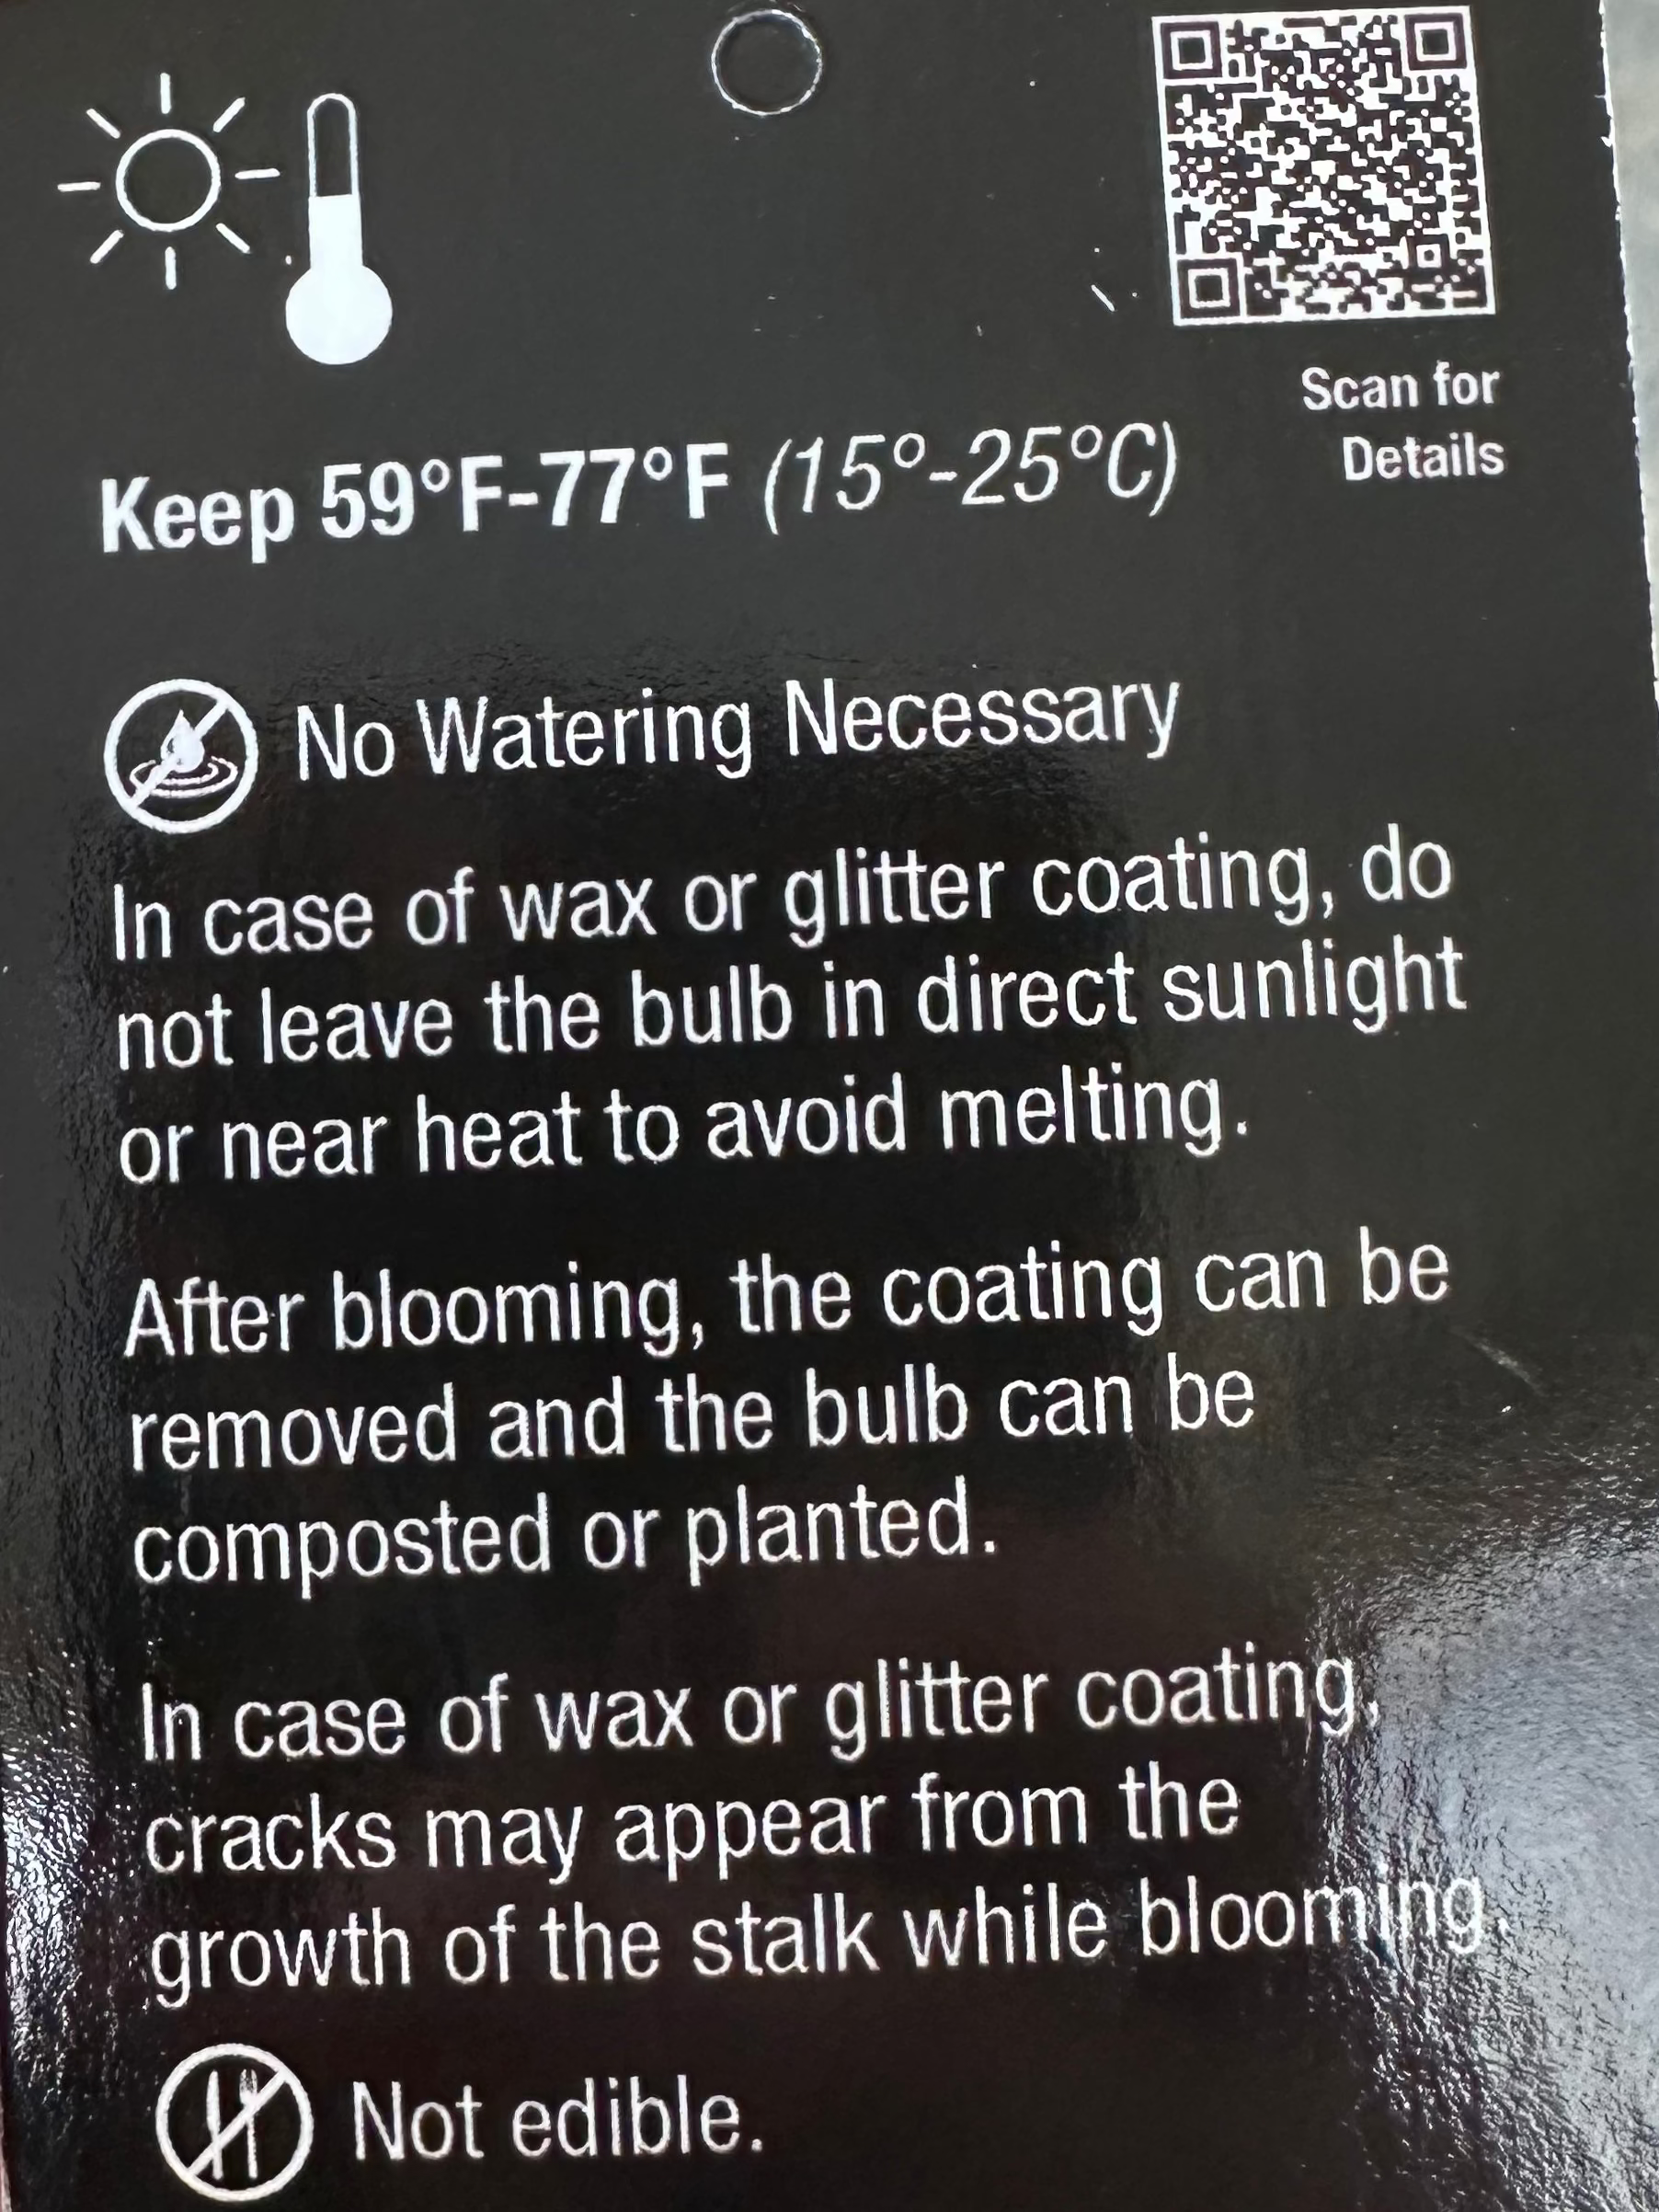 Scan for
Details
Keep 59°F-77°F (15°-25°C)
No Watering Necessary
In case of wax or glitter coating, do
not leave the bulb in direct sunlight
or near heat to avoid melting.
After blooming, the coating can be
removed and the bulb can be
composted or planted.
In case of wax or glitter coating,
cracks may appear from the
growth of the stalk while blooming.
Not edible.